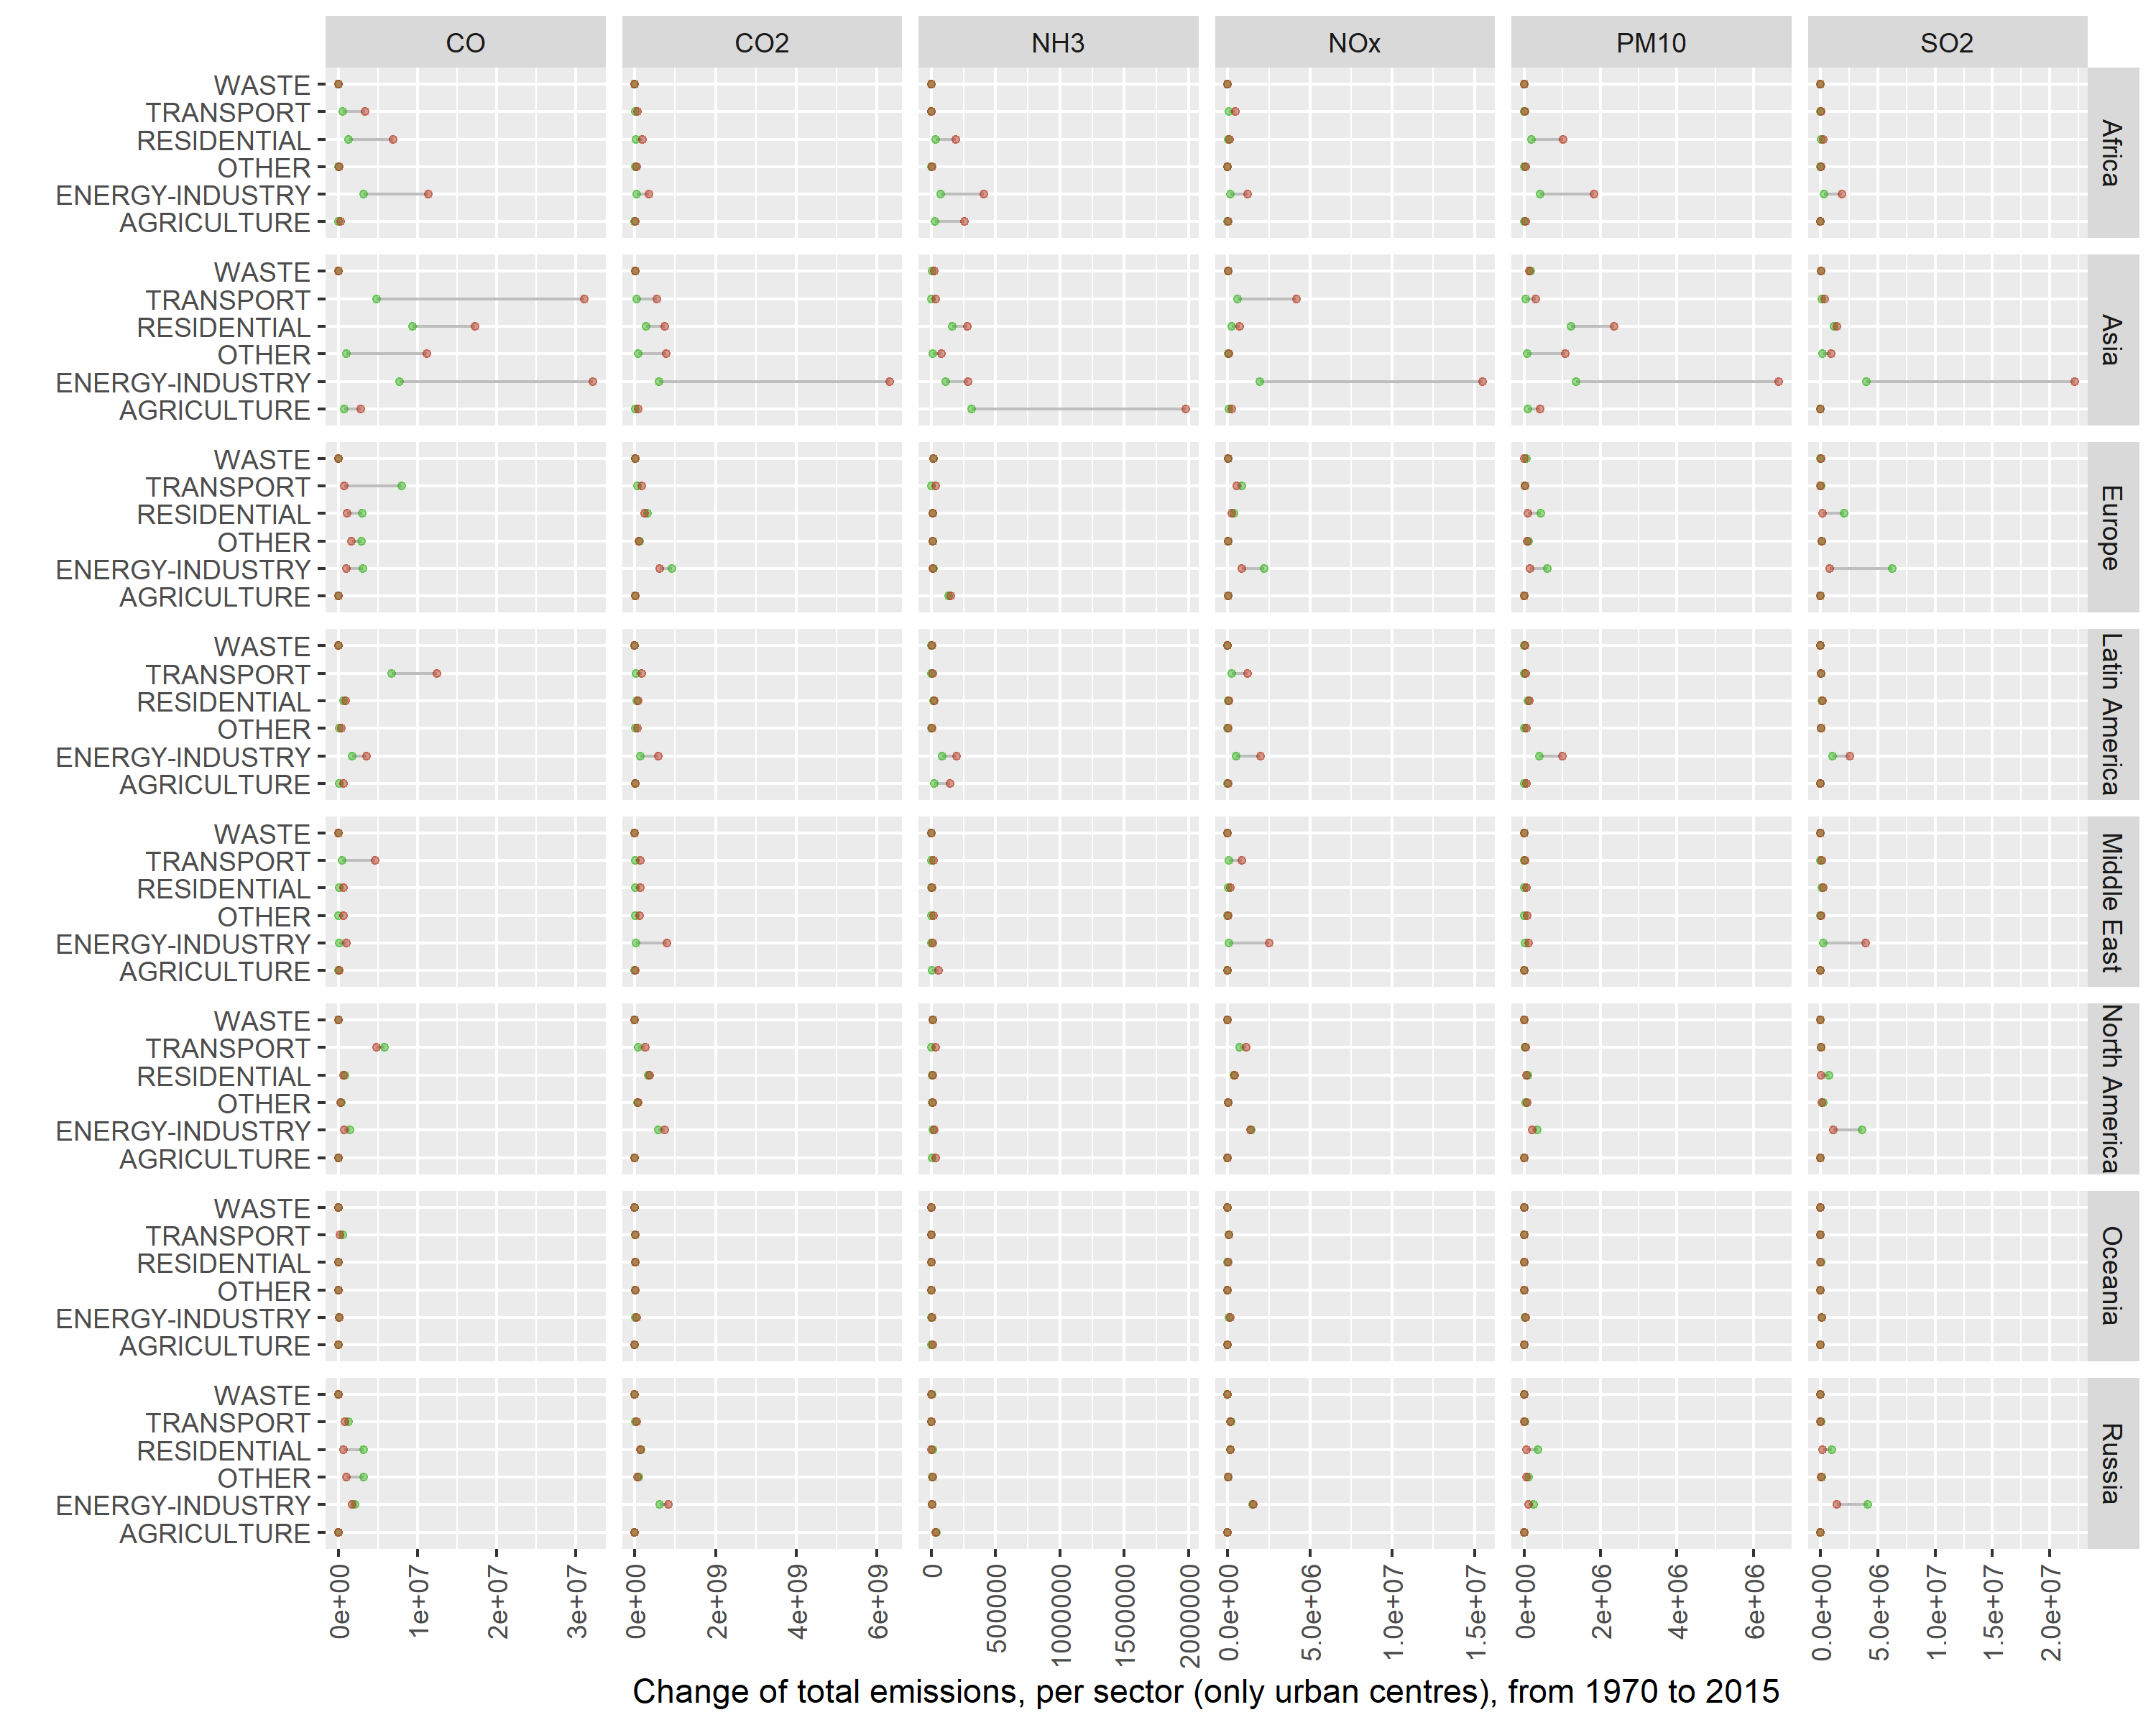 CO CO2 NH3 NOx PM10 SO2
WASTE
TRANSPORT
RESIDENTIAL
OTHER
ENERGY-INDUSTRY
AGRICULTURE
Africa
WASTE
TRANSPORT
RESIDENTIAL
OTHER
ENERGY-INDUSTRY
AGRICULTURE
Asia
WASTE
TRANSPORT
RESIDENTIAL
OTHER
ENERGY-INDUSTRY
AGRICULTURE
Europe
WASTE
TRANSPORT
RESIDENTIAL
OTHER
ENERGY-INDUSTRY
AGRICULTURE
Latin America
WASTE
TRANSPORT
RESIDENTIAL
OTHER
ENERGY-INDUSTRY
AGRICULTURE
Middle East
WASTE
TRANSPORT
RESIDENTIAL
OTHER
ENERGY-INDUSTRY
AGRICULTURE
North America
WASTE
TRANSPORT
RESIDENTIAL
OTHER
ENERGY-INDUSTRY
AGRICULTURE
Oceania
WASTE
TRANSPORT
RESIDENTIAL
OTHER
ENERGY-INDUSTRY
AGRICULTURE
Russia
0e+00 1e+07 2e+07 3e+07 0e+00 2e+09 4e+09 6e+09 0 500000 1000000 1500000 2000000 0.0e+00 5.0e+06 1.0e+07 1.5e+07 0e+00 2e+06 4e+06 6e+06 0.0e+00 5.0e+06 1.0e+07 1.5e+07 2.0e+07
Change of total emissions, per sector (only urban centres), from 1970 to 2015